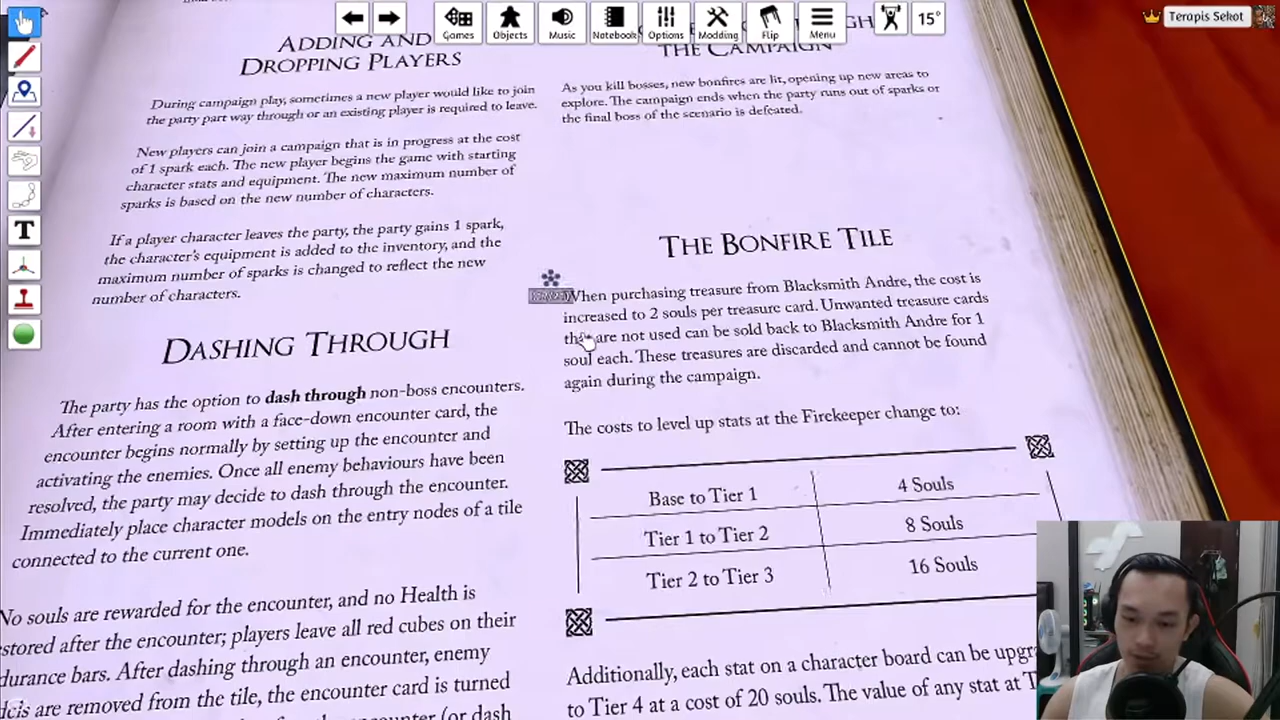 Games
Objects
Music
Notebook
Options
Modding
Flip
Menu
15°
Terapis Sekot
T
ADDING AND
DROPPING PLAYERS
During campaign play, sometimes a new player would like to join
the party part way through or an existing player is required to leave.
New players can join a campaign that is in progress at the cost
of 1 spark each. The new player begins the game with starting
character stats and equipment. The new maximum number of
sparks is based on the new number of characters.
If a player character leaves the party, the party gains 1 spark,
the character's equipment is added to the inventory, and the
maximum number of sparks is changed to reflect the new
number of characters.
DASHING THROUGH
The party has the option to dash through non-boss encounters.
After entering a room with a face-down encounter card, the
encounter begins normally by setting up the encounter and
activating the enemies. Once all enemy behaviours have been
resolved, the party may decide to dash through the encounter.
Immediately place character models on the entry nodes of a tile
connected to the current one.
No souls are rewarded for the encounter, and no Health is
stored after the encounter; players leave all red cubes on their
durance bars. After dashing through an encounter, enemy
are removed from the tile, the encounter card is turned
encounter (or dash
THE CAMPAIGN
As you kill bosses, new bonfires are lit, opening up new areas to
explore. The campaign ends when the party runs out of sparks or
the final boss of the scenario is defeated.
THE BONFIRE TILE
When purchasing treasure from Blacksmith Andre, the cost is
increased to 2 souls per treasure card. Unwanted treasure cards
that are not used can be sold back to Blacksmith Andre for 1
soul each. These treasures are discarded and cannot be found
again during the campaign.
The costs to level up stats at the Firekeeper change to:
Base to Tier 1 4 Souls
Tier 1 to Tier 2 8 Souls
Tier 2 to Tier 3 16 Souls
Additionally, each stat on a character board can be upgr
to Tier 4 at a cost of 20 souls. The value of any stat at T